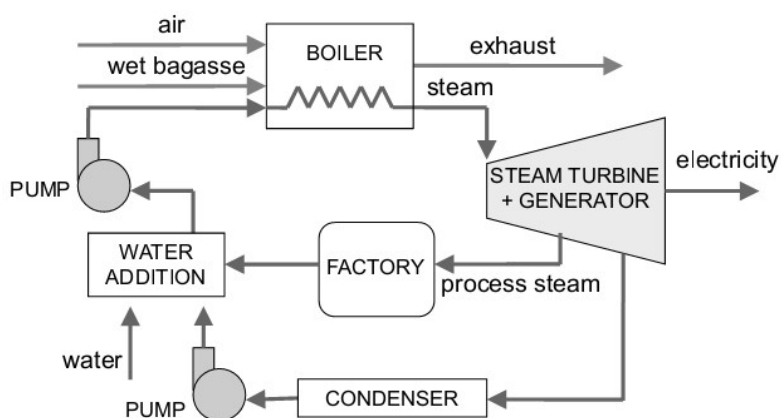 air
BOILER
exhaust
wet bagasse
steam
STEAM TURBINE
+ GENERATOR
electricity
PUMP
WATER
ADDITION
FACTORY
process steam
water
PUMP
CONDENSER